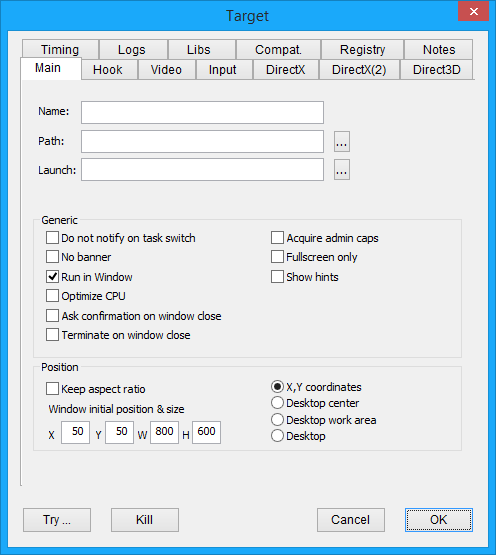 Target
Timing Logs Libs Compat. Registry Notes
Main Hook Video Input DirectX DirectX(2) Direct3D
Name:
Path: ...
Launch: ...
Generic
Do not notify on task switch Acquire admin caps
No banner Fullscreen only
Run in Window Show hints
Optimize CPU
Ask confirmation on window close
Terminate on window close
Position
Keep aspect ratio X,Y coordinates
Window initial position & size Desktop center
X 50 Y 50 W 800 H 600 Desktop work area
Desktop
Try ... Kill Cancel OK